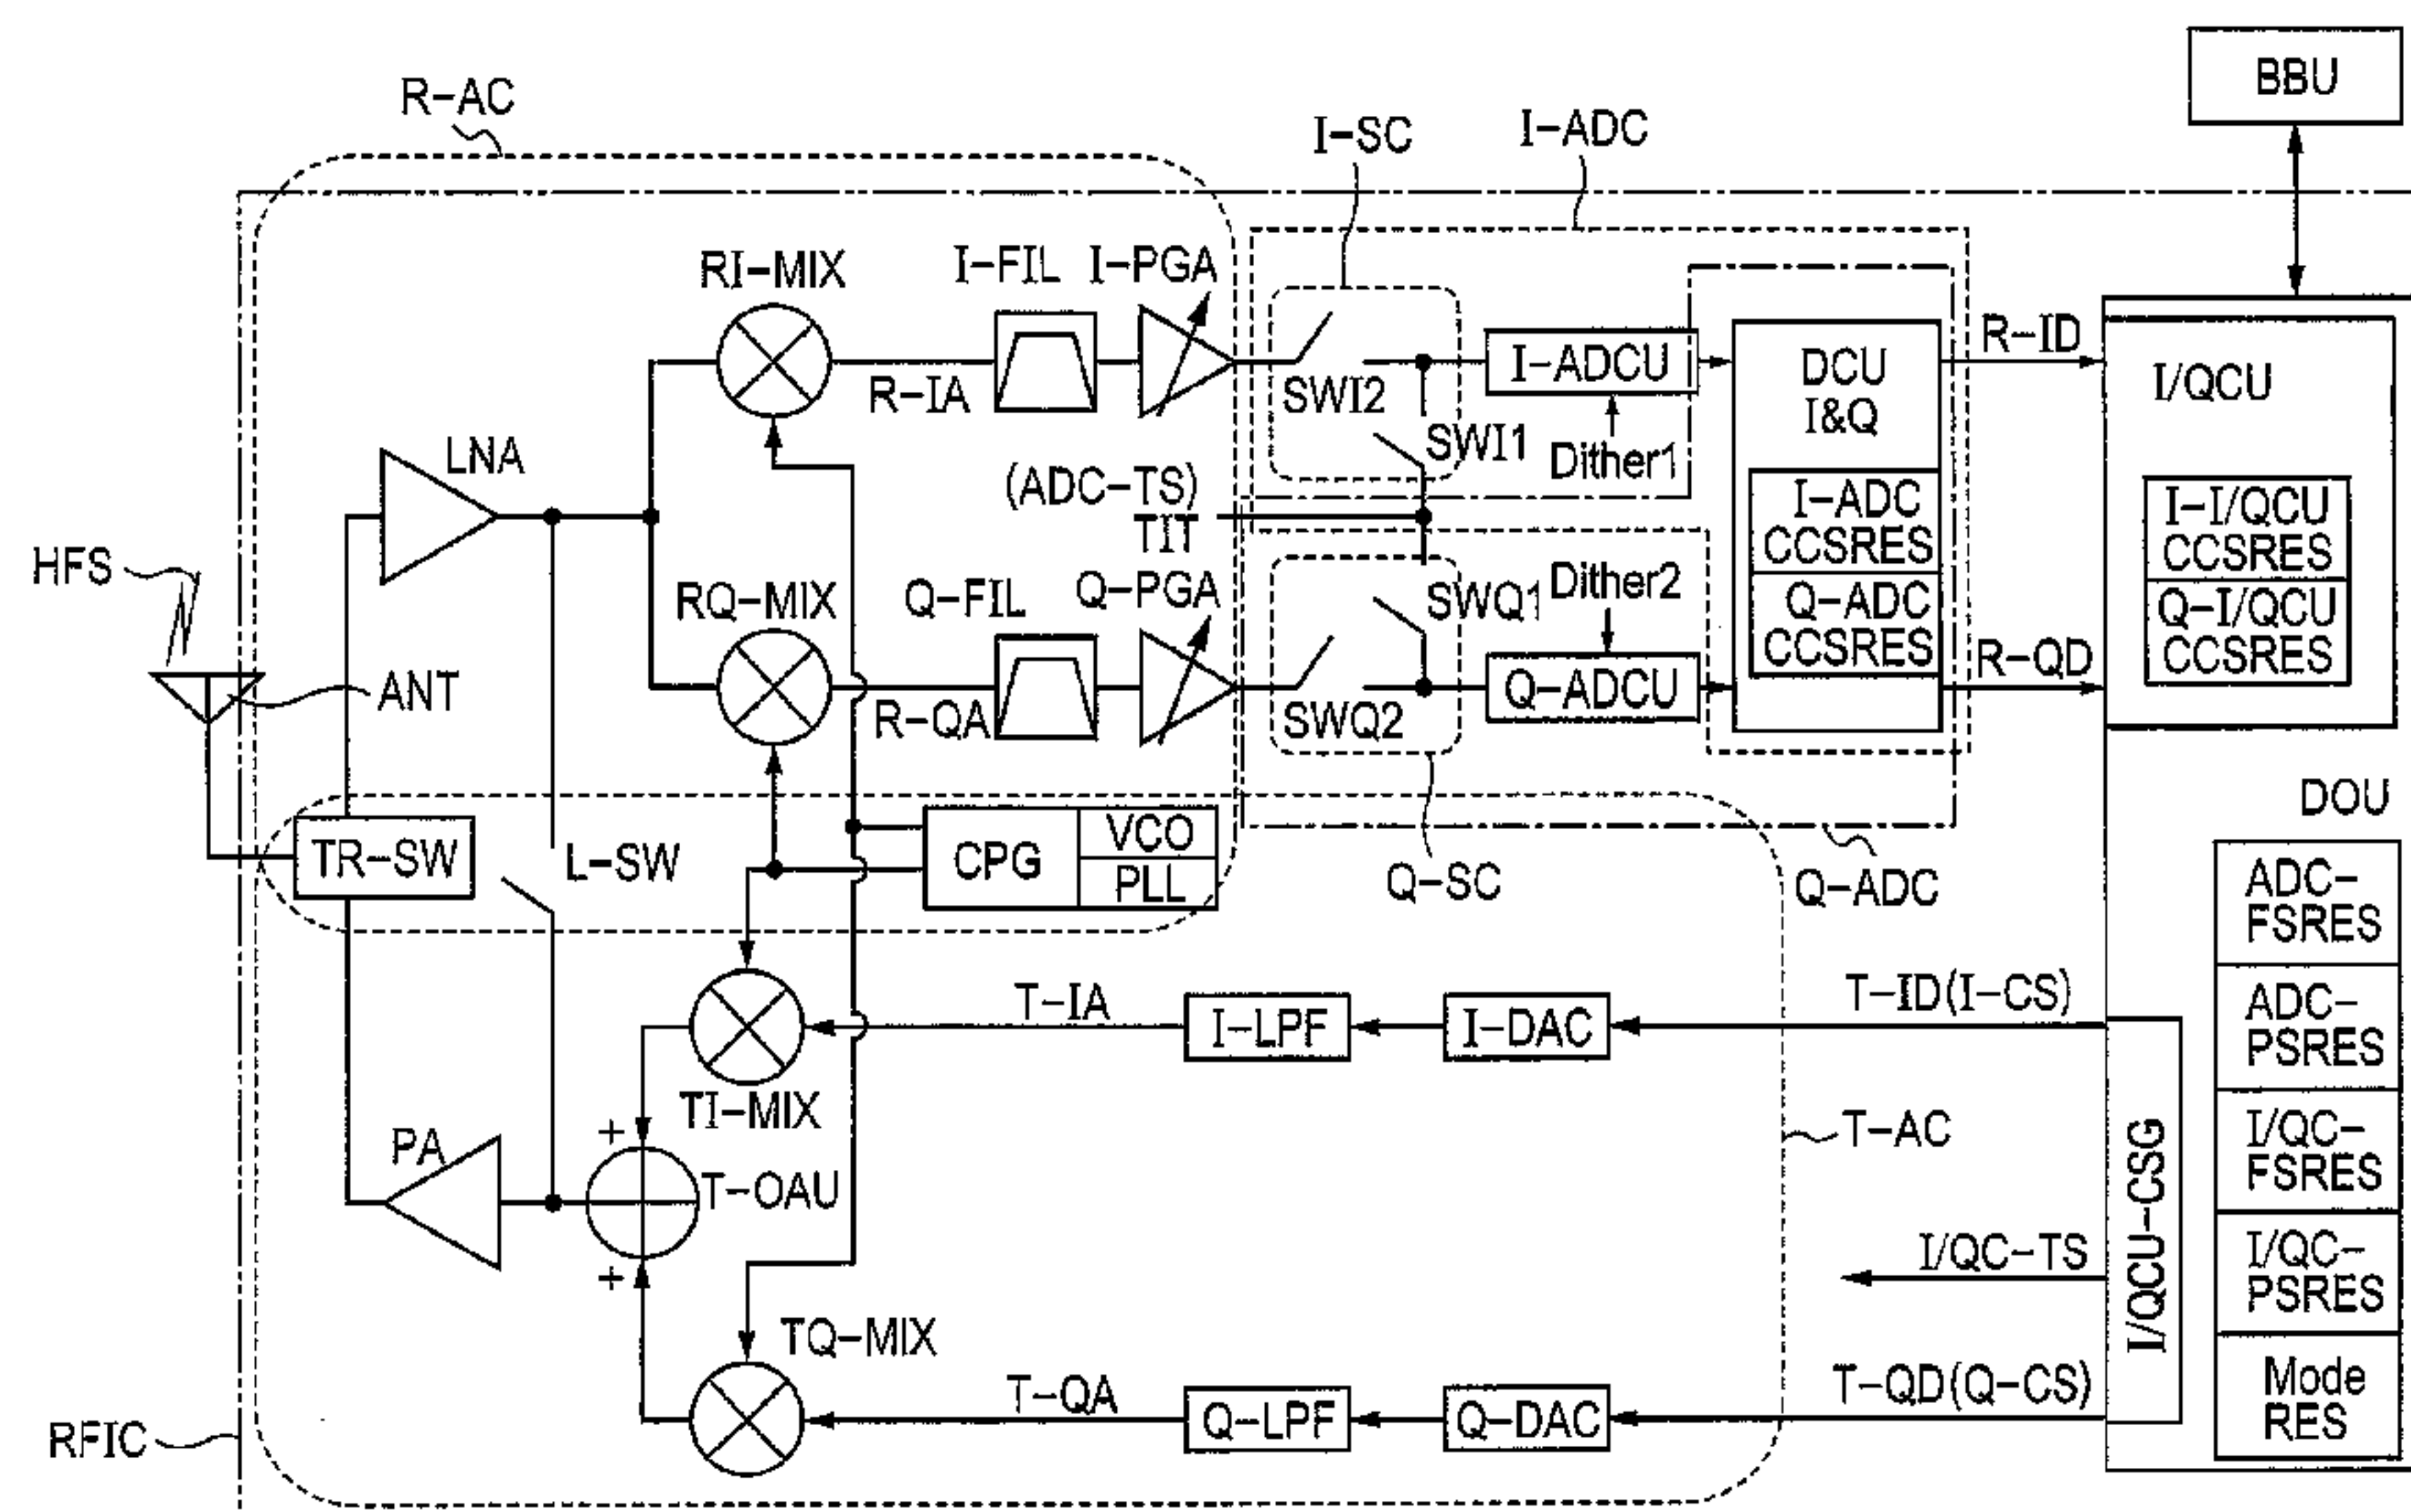 BBU
R-AC
I-SC
I-ADC
RI-MIX
I-FIL
I-PGA
R-IA
SWI2
I-ADCU
SWI1
Dither1
DCU
I&Q
I-ADC
CCSRES
Q-ADC
CCSRES
R-ID
I/QCU
I-I/QCU
CCSRES
Q-I/QCU
CCSRES
LNA
(ADC-TS)
TIT
HFS
ANT
RQ-MIX
Q-FIL
Q-PGA
R-QA
SWQ2
SWQ1
Dither2
Q-ADCU
R-QD
DOU
TR-SW
L-SW
CPG
VCO
PLL
Q-SC
Q-ADC
ADC-
FSRES
ADC-
PSRES
I/QC-
FSRES
I/QC-
PSRES
Mode
RES
T-IA
I-LPF
I-DAC
T-ID(I-CS)
TI-MIX
PA
+
T-OAU
+
T-AC
I/QCU-CSG
I/QC-TS
TQ-MIX
T-QA
Q-LPF
Q-DAC
T-QD(Q-CS)
RFIC